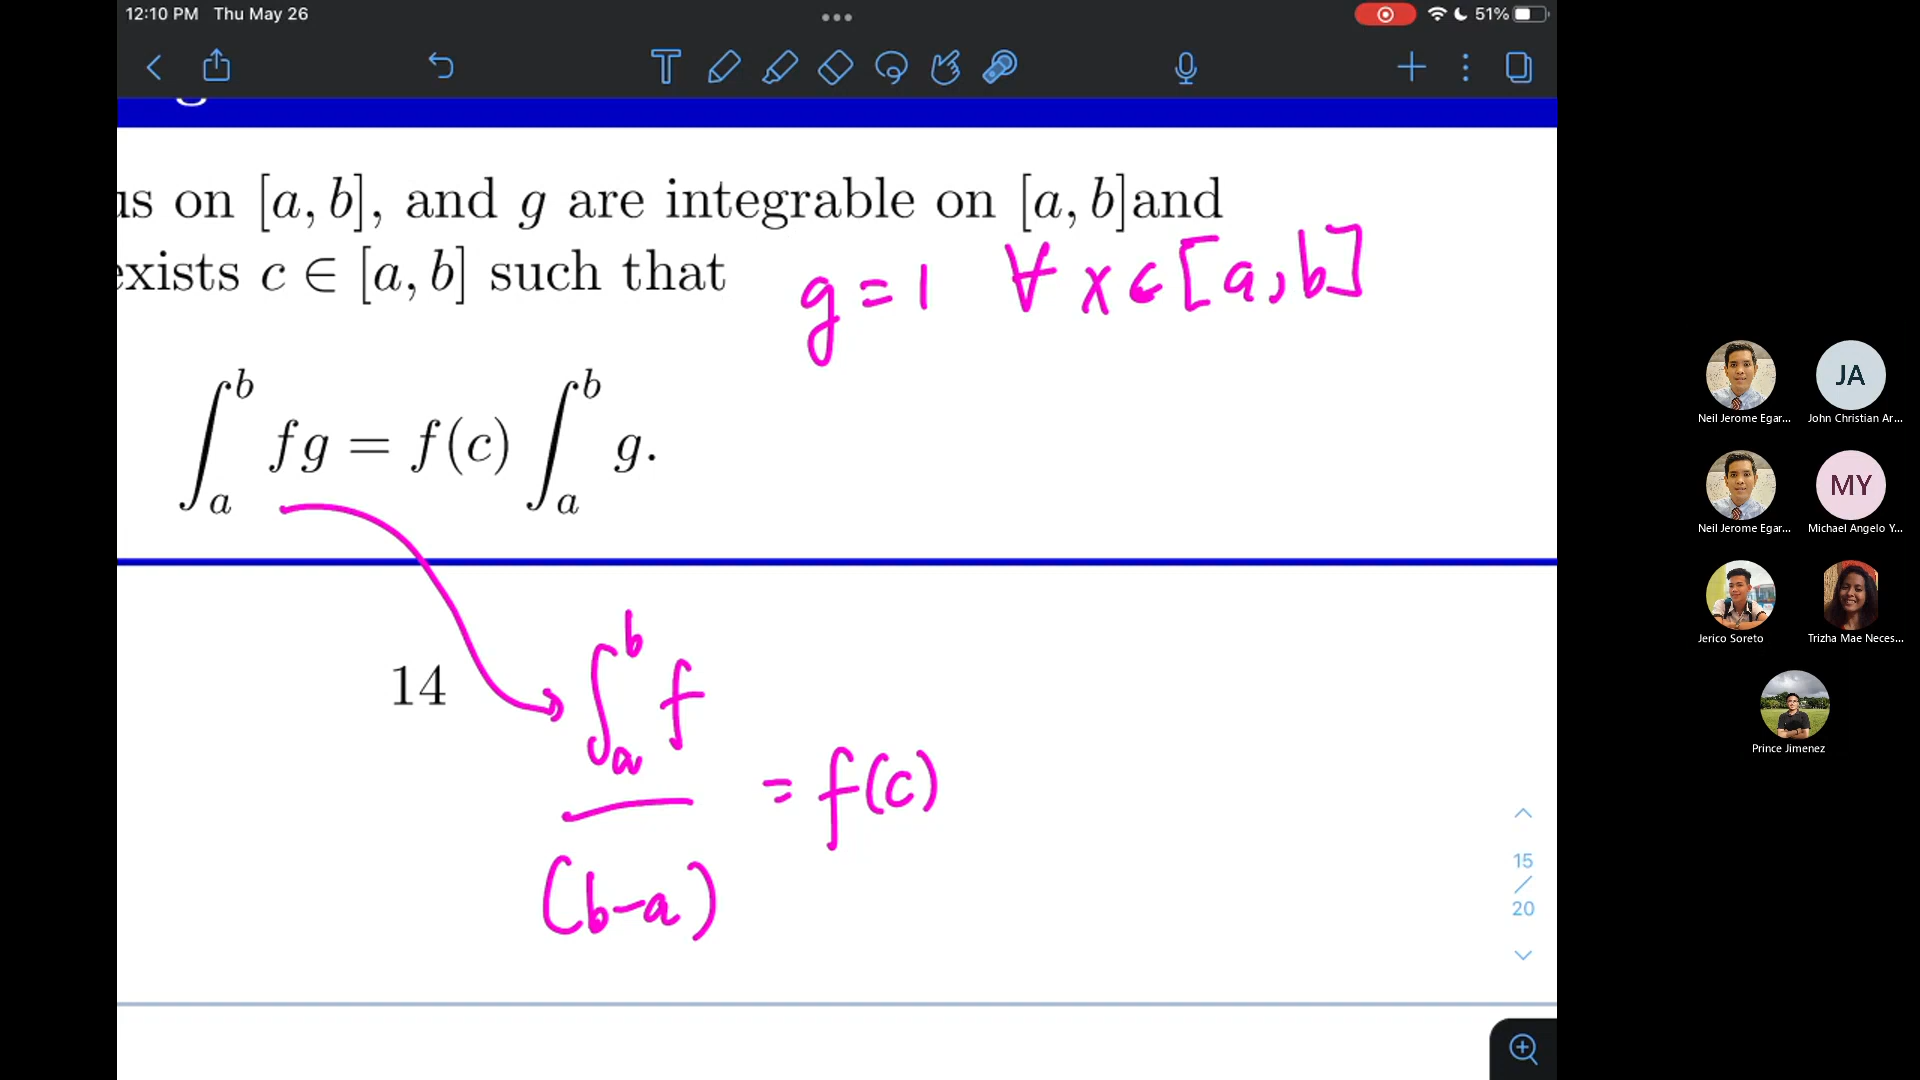 12:10 PM Thu May 26
51%
us on [a, b], and g are integrable on [a, b]and
exists c ∈ [a, b] such that
g = 1 ∀ x ∈ [a, b]
∫_a^b fg = f(c) ∫_a^b g.
14
∫_a^b f
= f(c)
(b-a)
15
/
20
Neil Jerome Egar...
JA
John Christian Ar...
Neil Jerome Egar...
MY
Michael Angelo Y...
Jerico Soreto
Trizha Mae Neces...
Prince Jimenez